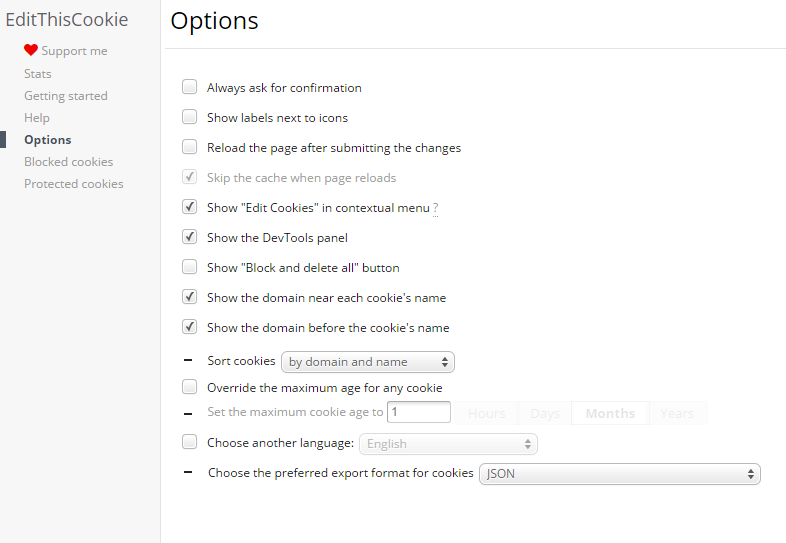 EditThisCookie
Support me
Stats
Getting started
Help
Options
Blocked cookies
Protected cookies
Options
Always ask for confirmation
Show labels next to icons
Reload the page after submitting the changes
Skip the cache when page reloads
Show "Edit Cookies" in contextual menu ?
Show the DevTools panel
Show "Block and delete all" button
Show the domain near each cookie's name
Show the domain before the cookie's name
Sort cookies by domain and name
Override the maximum age for any cookie
Set the maximum cookie age to 1 Hours Days Months Years
Choose another language: English
Choose the preferred export format for cookies JSON